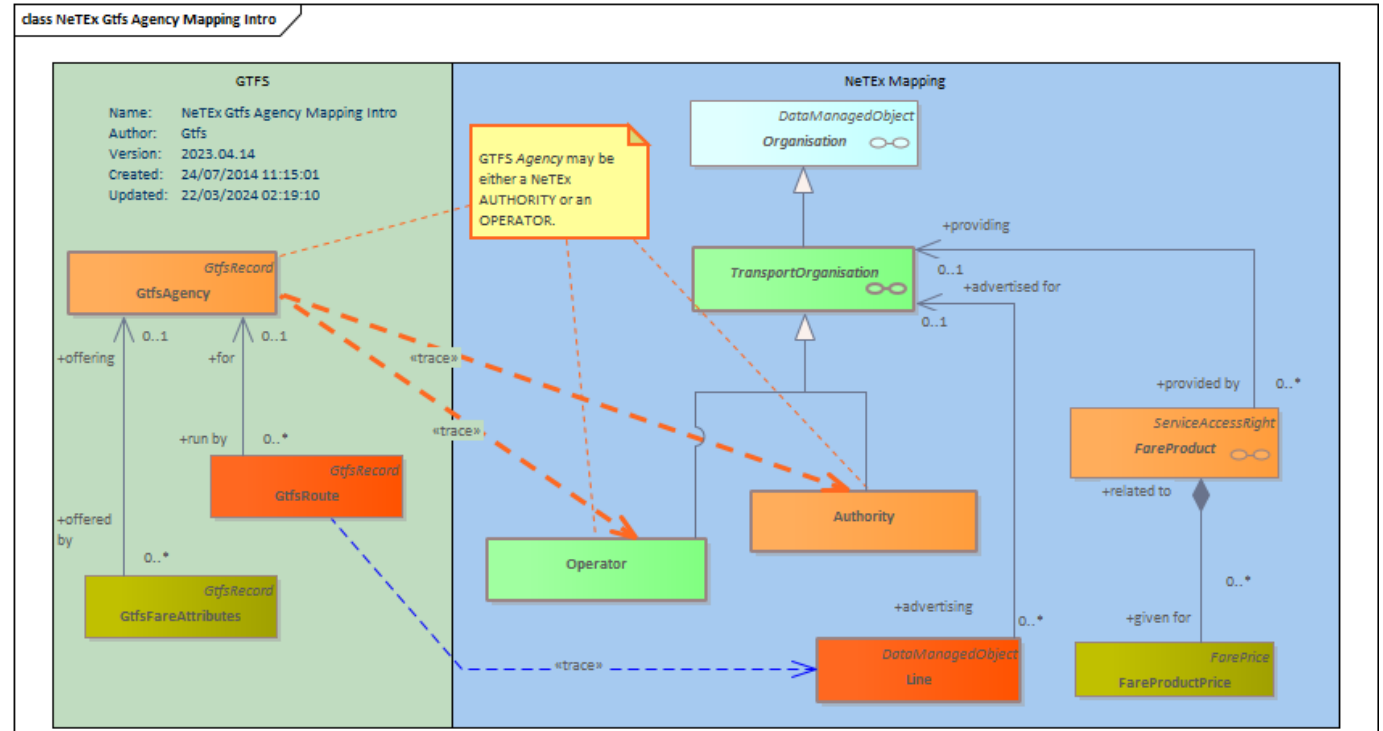 class NeTEx Gtfs Agency Mapping Intro
GTFS
Name: NeTEx Gtfs Agency Mapping Intro
Author: Gtfs
Version: 2023.04.14
Created: 24/07/2014 11:15:01
Updated: 22/03/2024 02:19:10
NeTEx Mapping
GTFS Agency may be
either a NeTEx
AUTHORITY or an
OPERATOR.
DataManagedObject
Organisation
+providing
0..1
TransportOrganisation
+advertised for
0..1
GtfsRecord
GtfsAgency
0..1
0..1
+offering
+for
«trace»
«trace»
+run by
0..*
+provided by
0..*
ServiceAccessRight
FareProduct
+related to
GtfsRecord
GtfsRoute
Authority
+offered
by
0..*
Operator
GtfsRecord
GtfsFareAttributes
0..*
+advertising
0..*
+given for
«trace»
DataManagedObject
Line
FarePrice
FareProductPrice